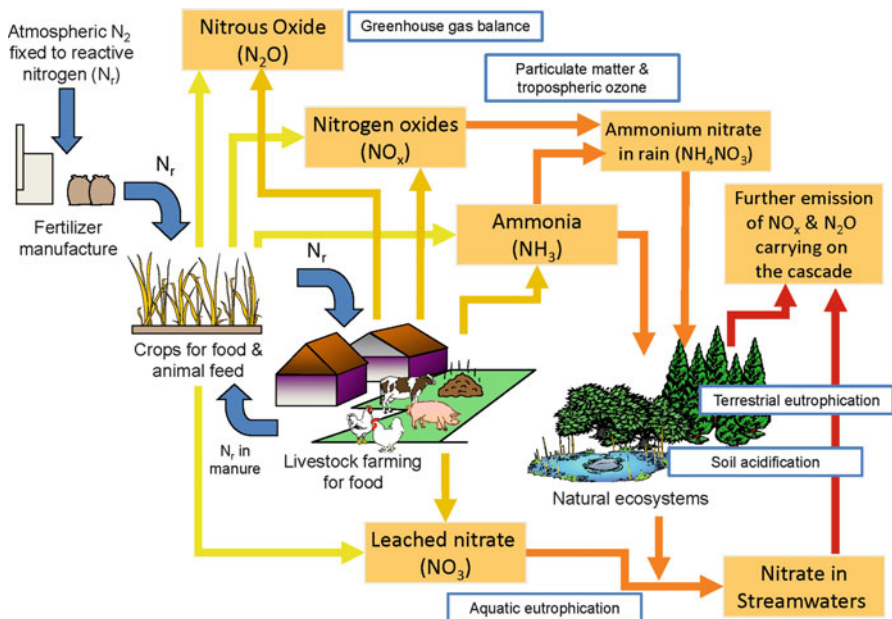 Atmospheric N₂
fixed to reactive
nitrogen (Nᵣ)
Nᵣ
Fertilizer
manufacture
Nitrous Oxide
(N₂O)
Greenhouse gas balance
Particulate matter &
tropospheric ozone
Nitrogen oxides
(NOₓ)
Ammonium nitrate
in rain (NH₄NO₃)
Ammonia
(NH₃)
Further emission
of NOₓ & N₂O
carrying on
the cascade
Nᵣ
Crops for food &
animal feed
Nᵣ in
manure
Livestock farming
for food
Terrestrial eutrophication
Soil acidification
Natural ecosystems
Leached nitrate
(NO₃)
Aquatic eutrophication
Nitrate in
Streamwaters